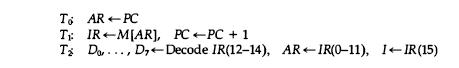 T₀: AR ← PC
T₁: IR ← M[AR], PC ← PC + 1
T₂: D₀, . . . , D₇ ← Decode IR(12–14), AR ← IR(0–11), I ← IR(15)